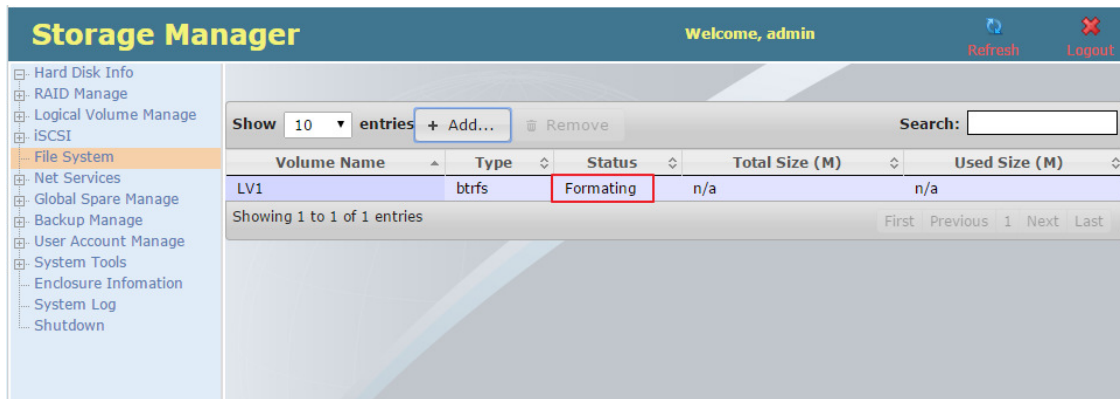 Storage Manager
Welcome, admin
Refresh
Logout
Hard Disk Info
RAID Manage
Logical Volume Manage
iSCSI
File System
Net Services
Global Spare Manage
Backup Manage
User Account Manage
System Tools
Enclosure Infomation
System Log
Shutdown
Show 10 entries + Add... Remove Search:
Volume Name Type Status Total Size (M) Used Size (M)
LV1 btrfs Formating n/a n/a
Showing 1 to 1 of 1 entries First Previous 1 Next Last